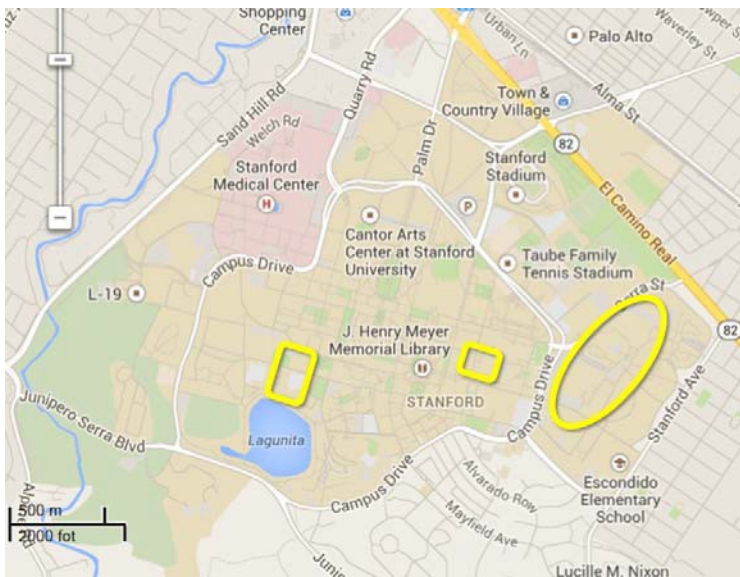 Shopping
Center
Urban Ln
Palo Alto
Waverley St
Sand Hill Rd
Quarry Rd
Palm Dr
Town &
Country Village
Alma St
Welch Rd
82
Stanford
Medical Center
H
Stanford
Stadium
El Camino Real
P
Cantor Arts
Center at Stanford
University
Taube Family
Tennis Stadium
Campus Drive
L-19
Serra St
J. Henry Meyer
Memorial Library
82
STANFORD
Campus Drive
Stanford Ave
Junipero Serra Blvd
Lagunita
Campus Drive
Alvarado Row
Mayfield Ave
Escondido
Elementary
School
500 m
2000 fot
Lucille M. Nixon